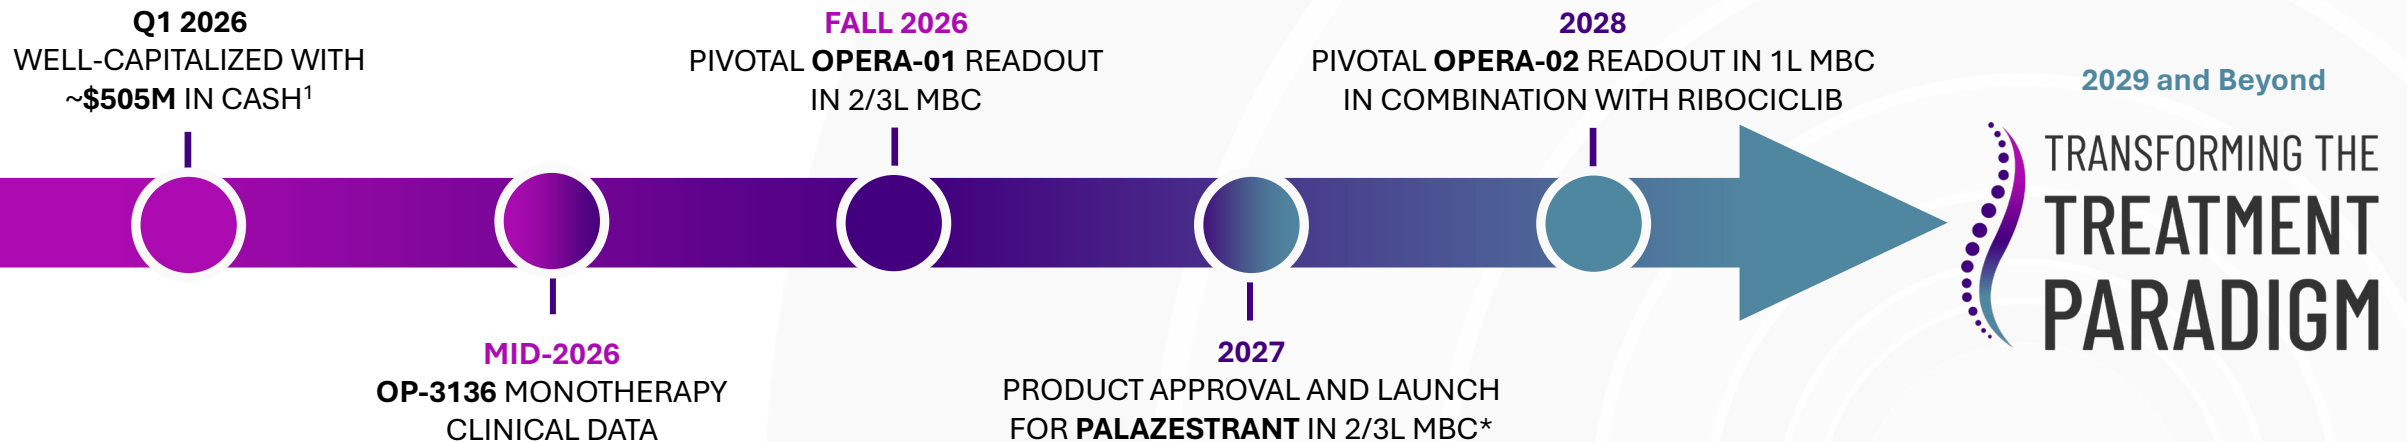 Q1 2026
WELL-CAPITALIZED WITH
~$505M IN CASH¹
MID-2026
OP-3136 MONOTHERAPY
CLINICAL DATA
FALL 2026
PIVOTAL OPERA-01 READOUT
IN 2/3L MBC
2027
PRODUCT APPROVAL AND LAUNCH
FOR PALAZESTRANT IN 2/3L MBC*
2028
PIVOTAL OPERA-02 READOUT IN 1L MBC
IN COMBINATION WITH RIBOCICLIB
2029 and Beyond
TRANSFORMING THE
TREATMENT
PARADIGM